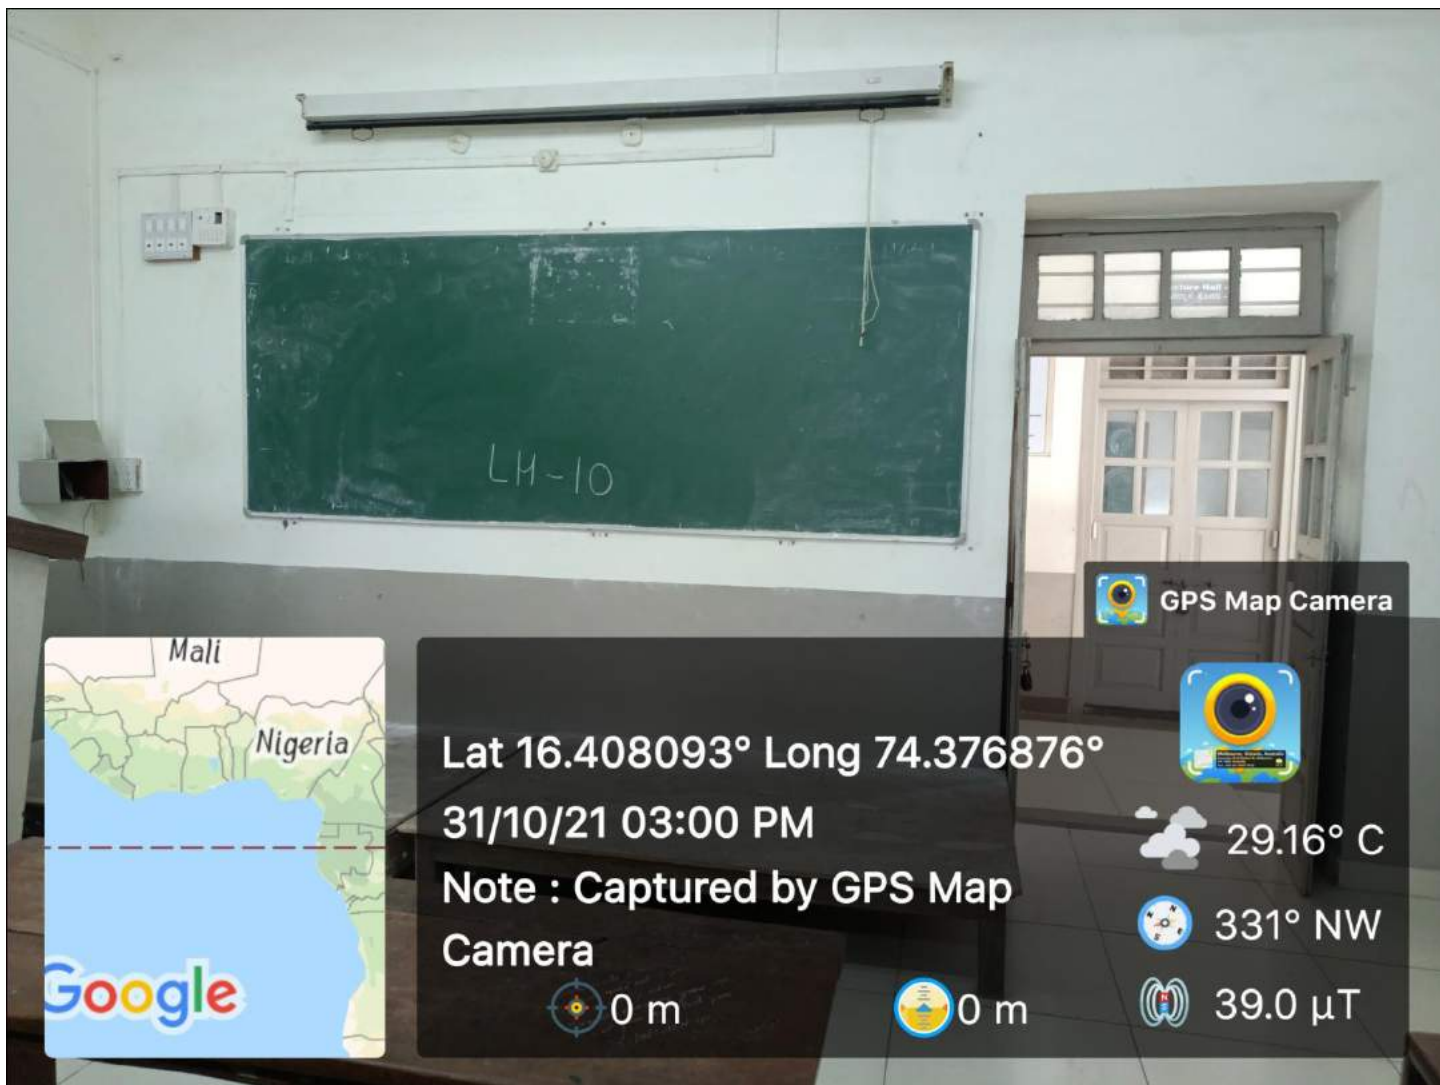 LH-10
GPS Map Camera
Mali
Nigeria
Google
Lat 16.408093° Long 74.376876°
31/10/21 03:00 PM
Note : Captured by GPS Map
Camera
0 m
0 m
29.16° C
331° NW
39.0 µT